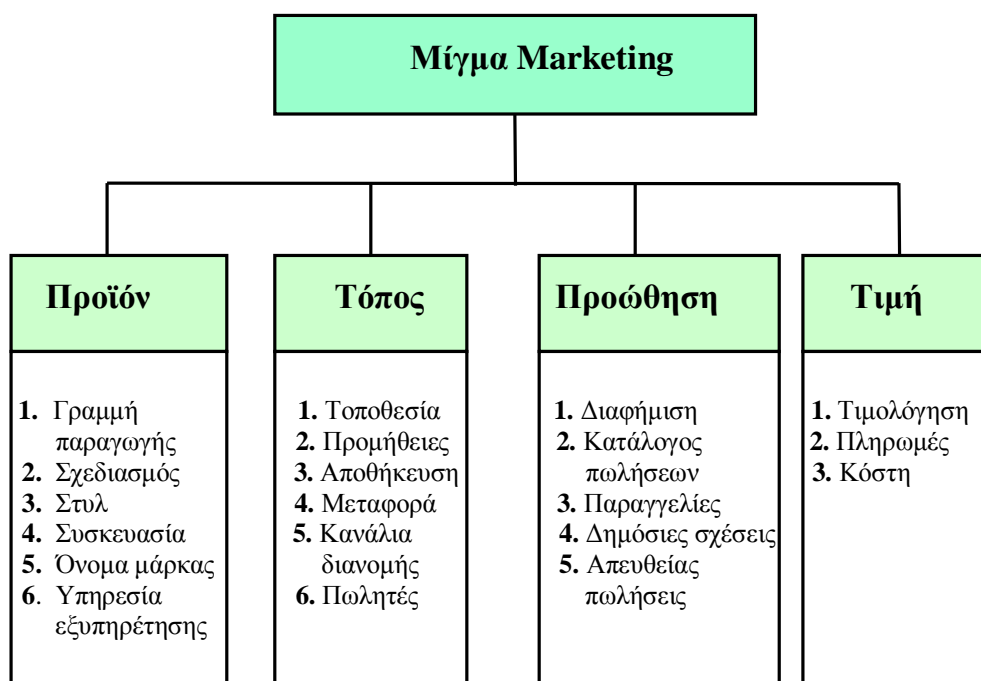 Μίγμα Marketing
Προϊόν
1. Γραμμή
παραγωγής
2. Σχεδιασμός
3. Στυλ
4. Συσκευασία
5. Όνομα μάρκας
6. Υπηρεσία
εξυπηρέτησης
Τόπος
1. Τοποθεσία
2. Προμήθειες
3. Αποθήκευση
4. Μεταφορά
5. Κανάλια
διανομής
6. Πωλητές
Προώθηση
1. Διαφήμιση
2. Κατάλογος
πωλήσεων
3. Παραγγελίες
4. Δημόσιες σχέσεις
5. Απευθείας
πωλήσεις
Τιμή
1. Τιμολόγηση
2. Πληρωμές
3. Κόστη